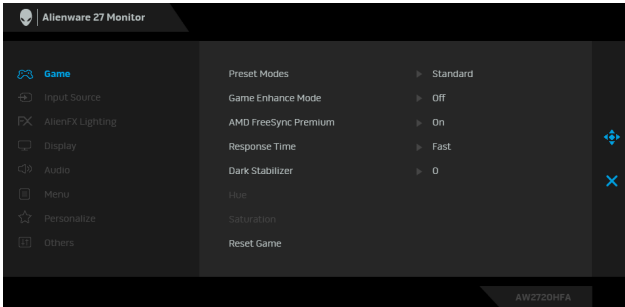 Alienware 27 Monitor
Game
Preset Modes Standard
Input Source
Game Enhance Mode Off
FX AlienFX Lighting
AMD FreeSync Premium On
Display
Response Time Fast
Audio
Dark Stabilizer 0
Menu
Hue
Personalize
Saturation
Others
Reset Game
AW2720HFA